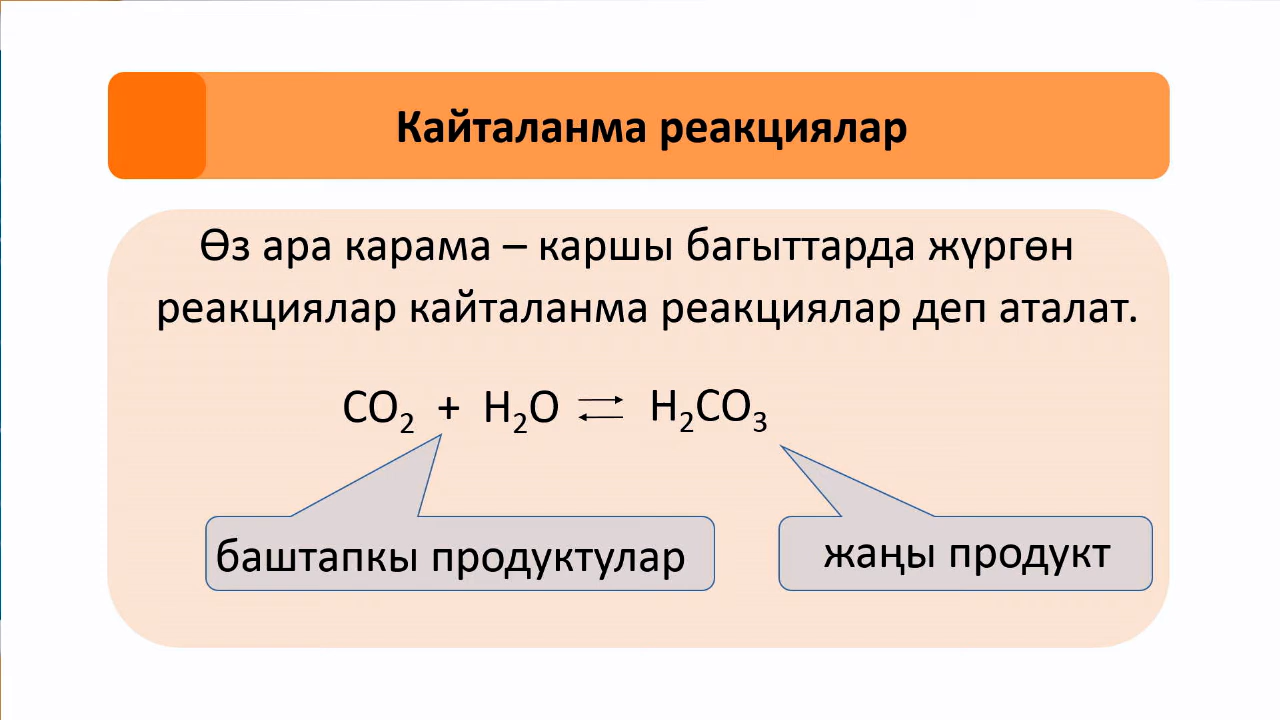 Кайталанма реакциялар
Өз ара карама – каршы багыттарда жүргөн
реакциялар кайталанма реакциялар деп аталат.
CO₂ + H₂O ⇄ H₂CO₃
баштапкы продуктулар
жаңы продукт